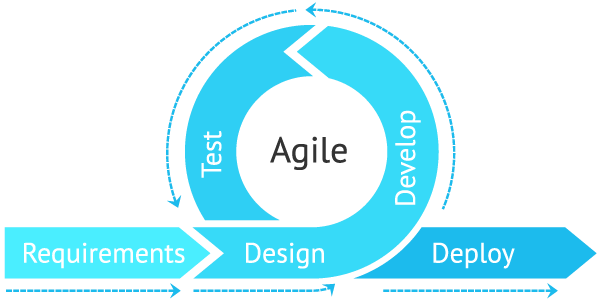 Agile
Test
Develop
Requirements
Design
Deploy